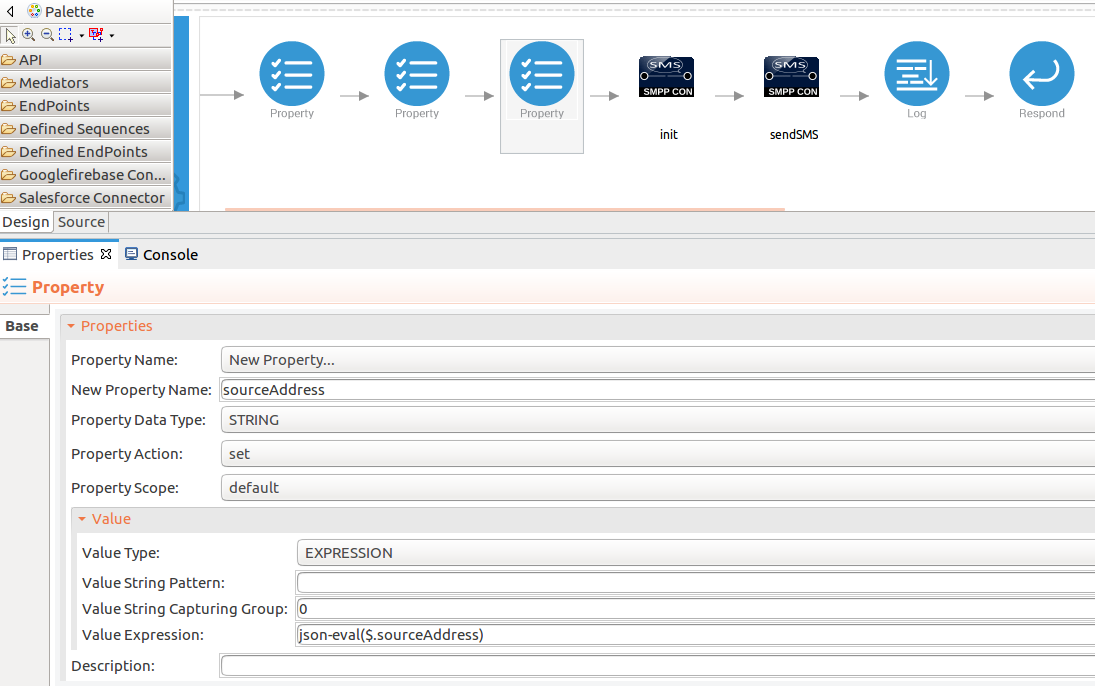 Palette
API
Mediators
EndPoints
Defined Sequences
Defined EndPoints
Googlefirebase Con...
Salesforce Connector
Property
Property
Property
SMS
SMPP CON
init
SMS
SMPP CON
sendSMS
Log
Respond
Design Source
Properties Console
Property
Base
Properties
Property Name: New Property...
New Property Name: sourceAddress
Property Data Type: STRING
Property Action: set
Property Scope: default
Value
Value Type: EXPRESSION
Value String Pattern:
Value String Capturing Group: 0
Value Expression: json-eval($.sourceAddress)
Description: